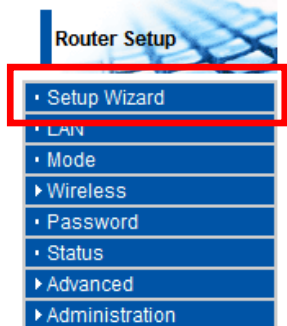 Router Setup
Setup Wizard
LAN
Mode
Wireless
Password
Status
Advanced
Administration